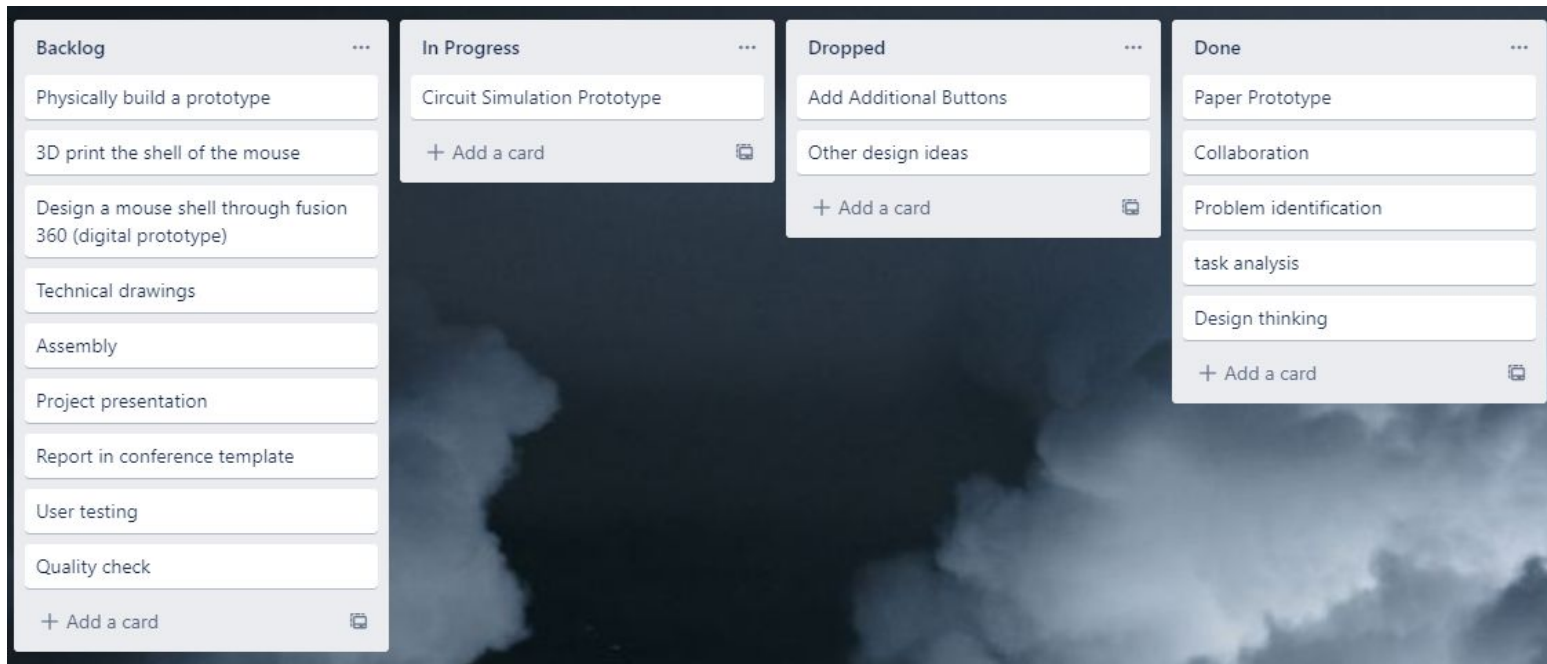 Backlog
Physically build a prototype
3D print the shell of the mouse
Design a mouse shell through fusion
360 (digital prototype)
Technical drawings
Assembly
Project presentation
Report in conference template
User testing
Quality check
+ Add a card
In Progress
Circuit Simulation Prototype
+ Add a card
Dropped
Add Additional Buttons
Other design ideas
+ Add a card
Done
Paper Prototype
Collaboration
Problem identification
task analysis
Design thinking
+ Add a card